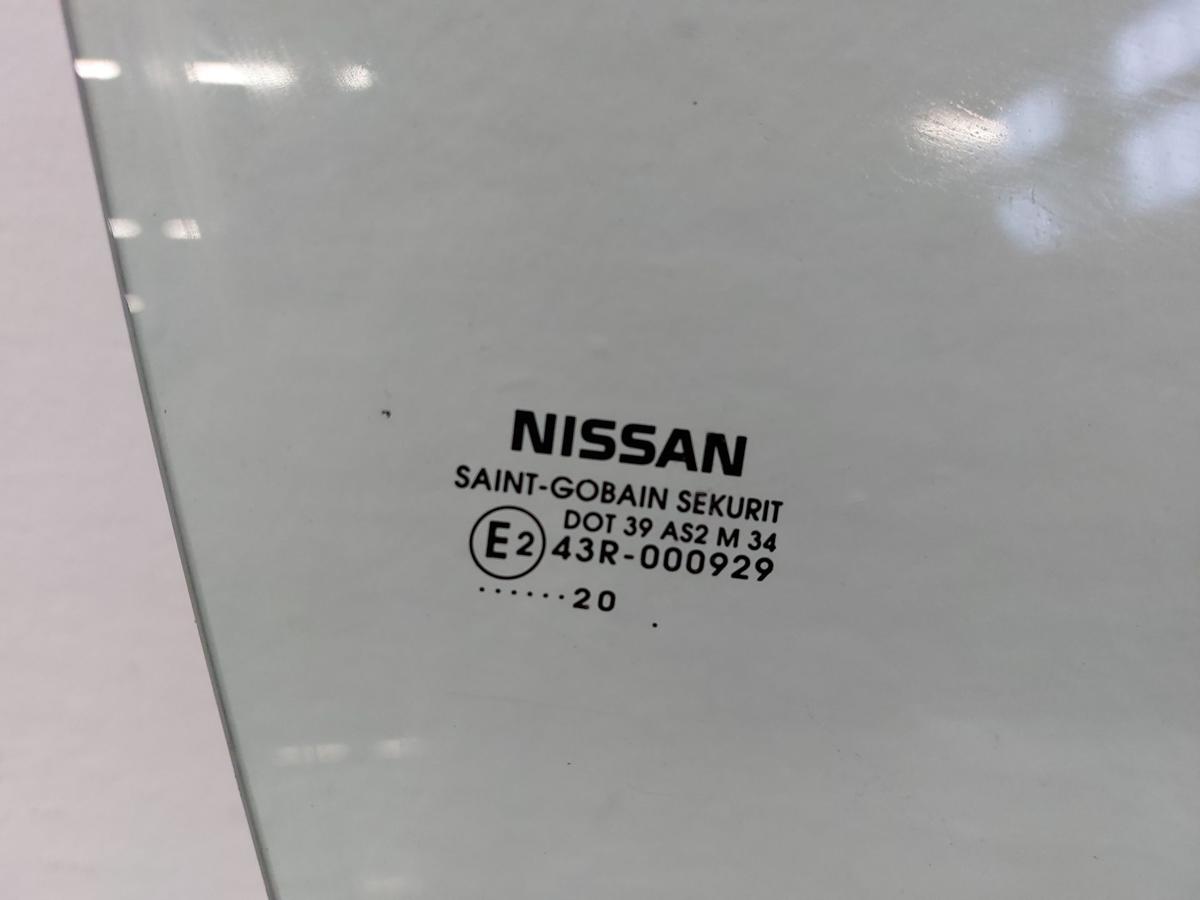 NISSAN
SAINT-GOBAIN SEKURIT
DOT 39 AS2 M 34
E2 43R-000929
......20